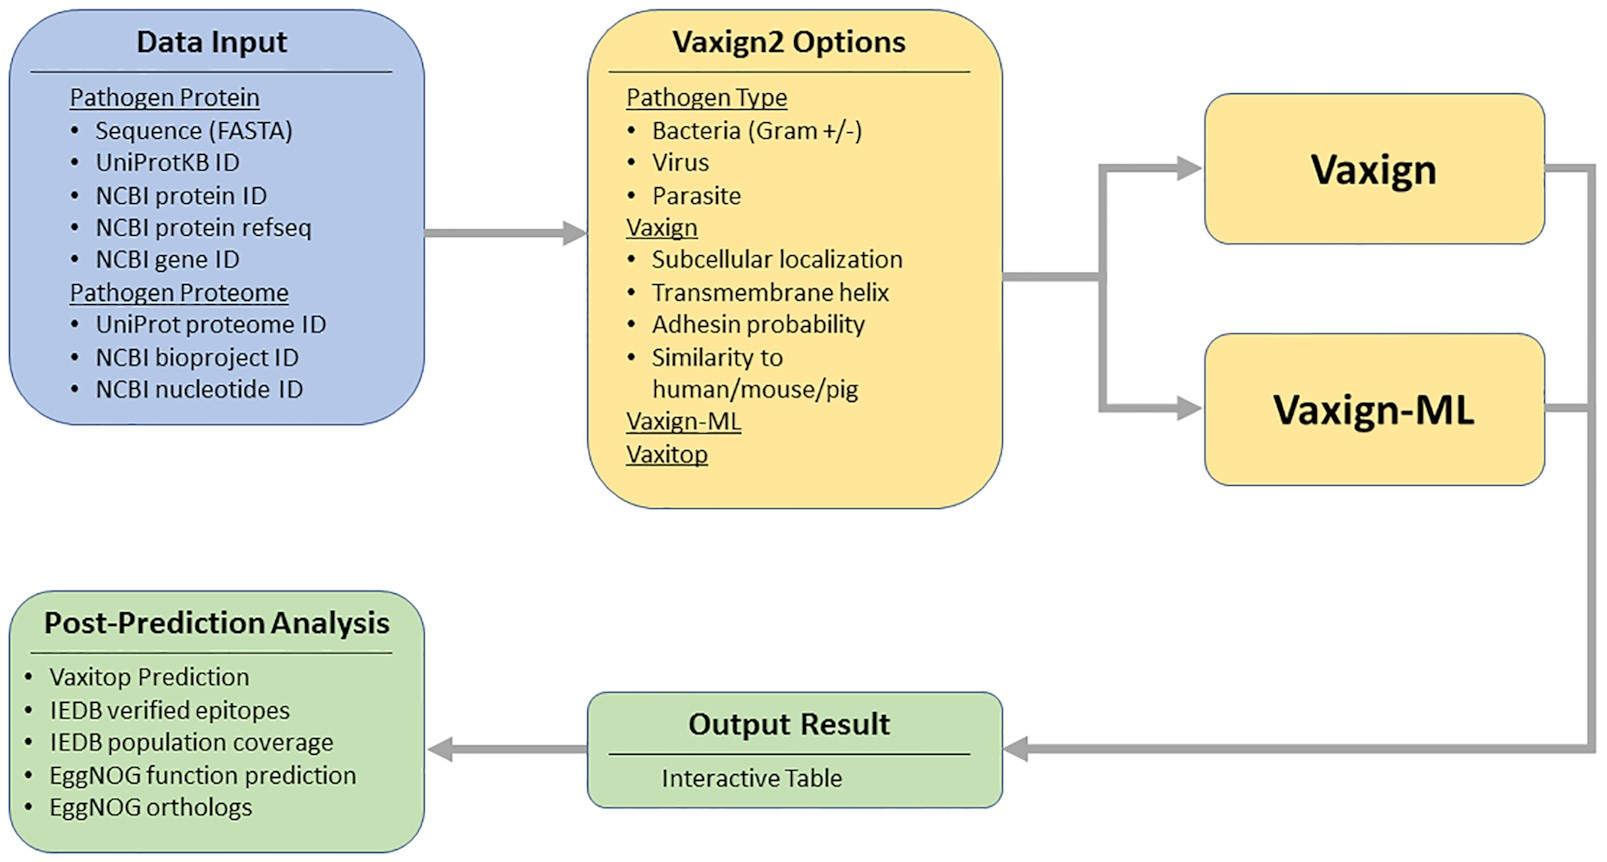 Data Input
Pathogen Protein
• Sequence (FASTA)
• UniProtKB ID
• NCBI protein ID
• NCBI protein refseq
• NCBI gene ID
Pathogen Proteome
• UniProt proteome ID
• NCBI bioproject ID
• NCBI nucleotide ID
Vaxign2 Options
Pathogen Type
• Bacteria (Gram +/-)
• Virus
• Parasite
Vaxign
• Subcellular localization
• Transmembrane helix
• Adhesin probability
• Similarity to
human/mouse/pig
Vaxign-ML
Vaxitop
Vaxign
Vaxign-ML
Output Result
Interactive Table
Post-Prediction Analysis
• Vaxitop Prediction
• IEDB verified epitopes
• IEDB population coverage
• EggNOG function prediction
• EggNOG orthologs